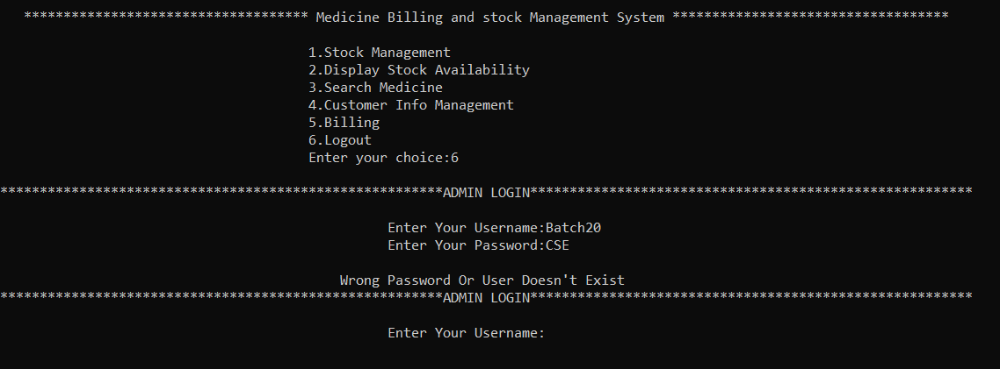 ************************************ Medicine Billing and stock Management System ***********************************
1.Stock Management
2.Display Stock Availability
3.Search Medicine
4.Customer Info Management
5.Billing
6.Logout
Enter your choice:6
********************************************************ADMIN LOGIN********************************************************
Enter Your Username:Batch20
Enter Your Password:CSE
Wrong Password Or User Doesn't Exist
********************************************************ADMIN LOGIN********************************************************
Enter Your Username: